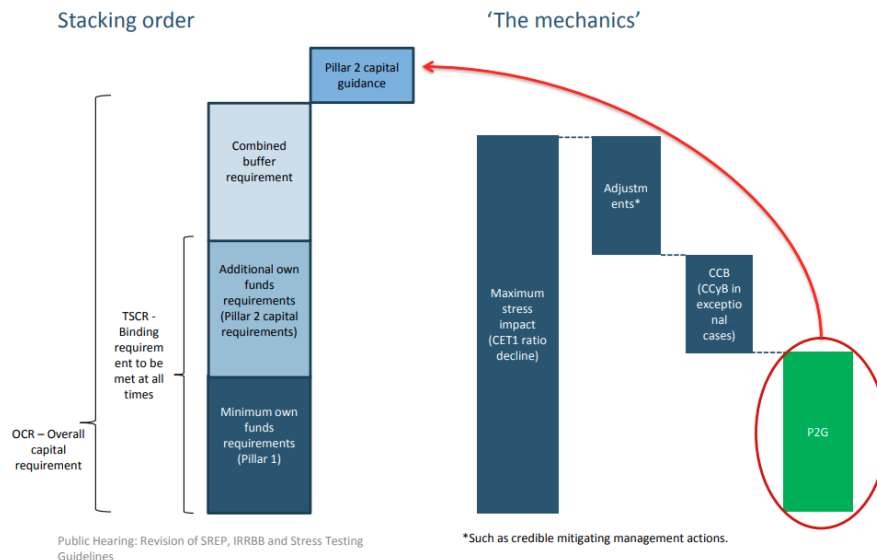 Stacking order
‘The mechanics’
Pillar 2 capital
guidance
Combined
buffer
requirement
Additional own
funds
requirements
(Pillar 2 capital
requirements)
Minimum own
funds
requirements
(Pillar 1)
TSCR -
Binding
requirem
ent to be
met at all
times
OCR – Overall
capital
requirement
Maximum
stress
impact
(CET1 ratio
decline)
Adjustm
ents*
CCB
(CCyB in
exceptio
nal
cases)
P2G
Public Hearing: Revision of SREP, IRRBB and Stress Testing
Guidelines
*Such as credible mitigating management actions.